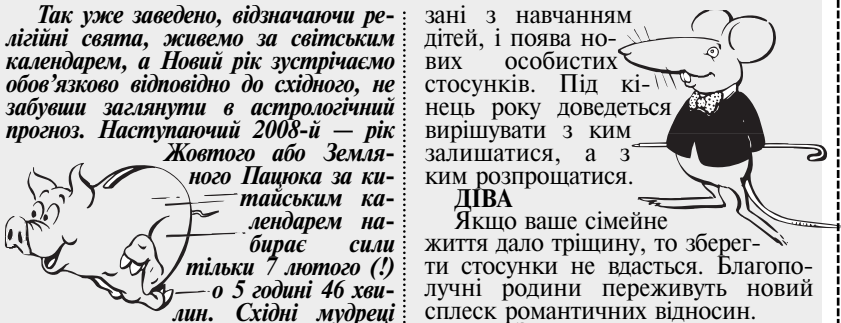 Так уже заведено, відзначаючи ре-
лігійні свята, живемо за світським
календарем, а Новий рік зустрічаємо
обов’язково відповідно до східного, не
забувши заглянути в астрологічний
прогноз. Наступаючий 2008-й — рік
Жовтого або Земля-
ного Пацюка за ки-
тайським ка-
лендарем на-
бирає сили
тільки 7 лютого (!)
о 5 годині 46 хви-
лин. Східні мудреці
зані з навчанням
дітей, і поява но-
вих особистих
стосунків. Під кі-
нець року доведеться
вирішувати з ким
залишатися, а з
ким розпрощатися.
ДІВА
Якщо ваше сімейне
життя дало тріщину, то зберег-
ти стосунки не вдасться. Благопо-
лучні родини переживуть новий
сплеск романтичних відносин.